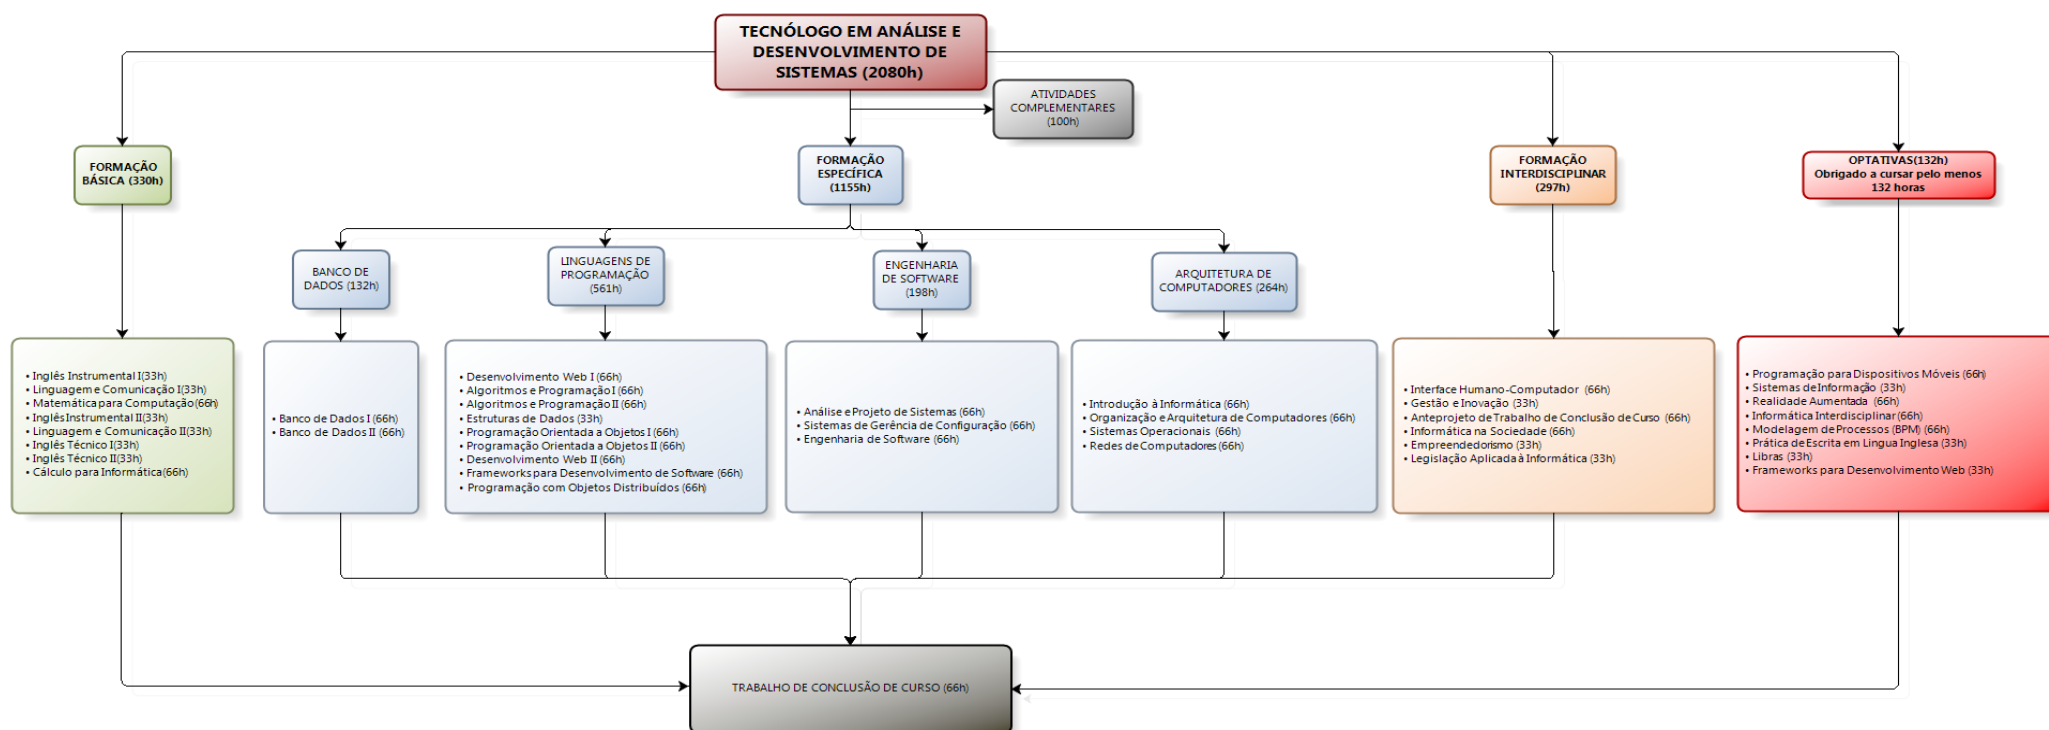 TECNÓLOGO EM ANÁLISE E
DESENVOLVIMENTO DE
SISTEMAS (2080h)
ATIVIDADES
COMPLEMENTARES
(100h)
FORMAÇÃO
BÁSICA (330h)
FORMAÇÃO
ESPECÍFICA
(1155h)
FORMAÇÃO
INTERDISCIPLINAR
(297h)
OPTATIVAS(132h)
Obrigado a cursar pelo menos
132 horas
BANCO DE
DADOS (132h)
LINGUAGENS DE
PROGRAMAÇÃO
(561h)
ENGENHARIA
DE SOFTWARE
(198h)
ARQUITETURA DE
COMPUTADORES (264h)
• Inglês Instrumental I(33h)
• Linguagem e Comunicação I(33h)
• Matemática para Computação(66h)
• Inglês Instrumental II(33h)
• Linguagem e Comunicação II(33h)
• Inglês Técnico I(33h)
• Inglês Técnico II(33h)
• Cálculo para Informática(66h)
• Banco de Dados I (66h)
• Banco de Dados II (66h)
• Desenvolvimento Web I (66h)
• Algoritmos e Programação I (66h)
• Algoritmos e Programação II (66h)
• Estruturas de Dados (33h)
• Programação Orientada a Objetos I (66h)
• Programação Orientada a Objetos II (66h)
• Desenvolvimento Web II (66h)
• Frameworks para Desenvolvimento de Software (66h)
• Programação com Objetos Distribuídos (66h)
• Análise e Projeto de Sistemas (66h)
• Sistemas de Gerência de Configuração (66h)
• Engenharia de Software (66h)
• Introdução à Informática (66h)
• Organização e Arquitetura de Computadores (66h)
• Sistemas Operacionais (66h)
• Redes de Computadores (66h)
• Interface Humano-Computador (66h)
• Gestão e Inovação (33h)
• Anteprojeto de Trabalho de Conclusão de Curso (66h)
• Informática na Sociedade (66h)
• Empreendedorismo (33h)
• Legislação Aplicada à Informática (33h)
• Programação para Dispositivos Móveis (66h)
• Sistemas de Informação (33h)
• Realidade Aumentada (66h)
• Informática Interdisciplinar (66h)
• Modelagem de Processos (BPM) (66h)
• Prática de Escrita em Lingua Inglesa (33h)
• Libras (33h)
• Frameworks para Desenvolvimento Web (33h)
TRABALHO DE CONCLUSÃO DE CURSO (66h)